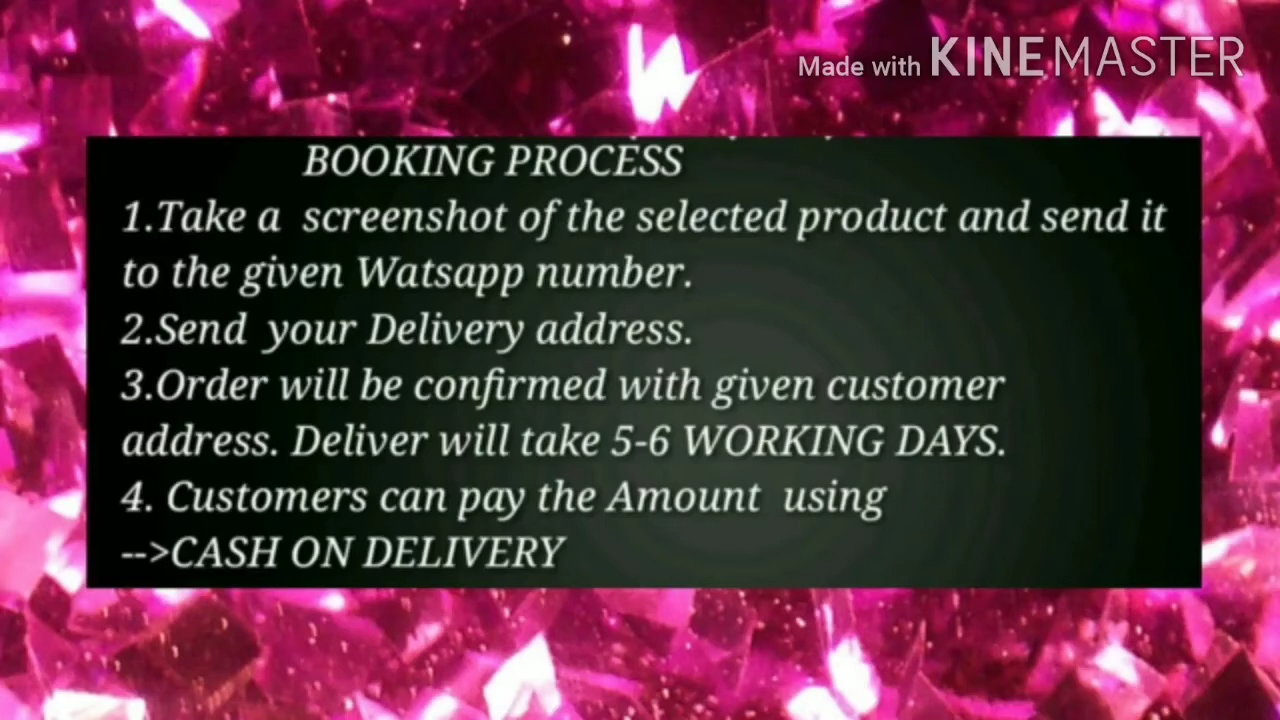 Made with KINEMASTER
BOOKING PROCESS
1.Take a screenshot of the selected product and send it
to the given Watsapp number.
2.Send your Delivery address.
3.Order will be confirmed with given customer
address. Deliver will take 5-6 WORKING DAYS.
4. Customers can pay the Amount using
-->CASH ON DELIVERY